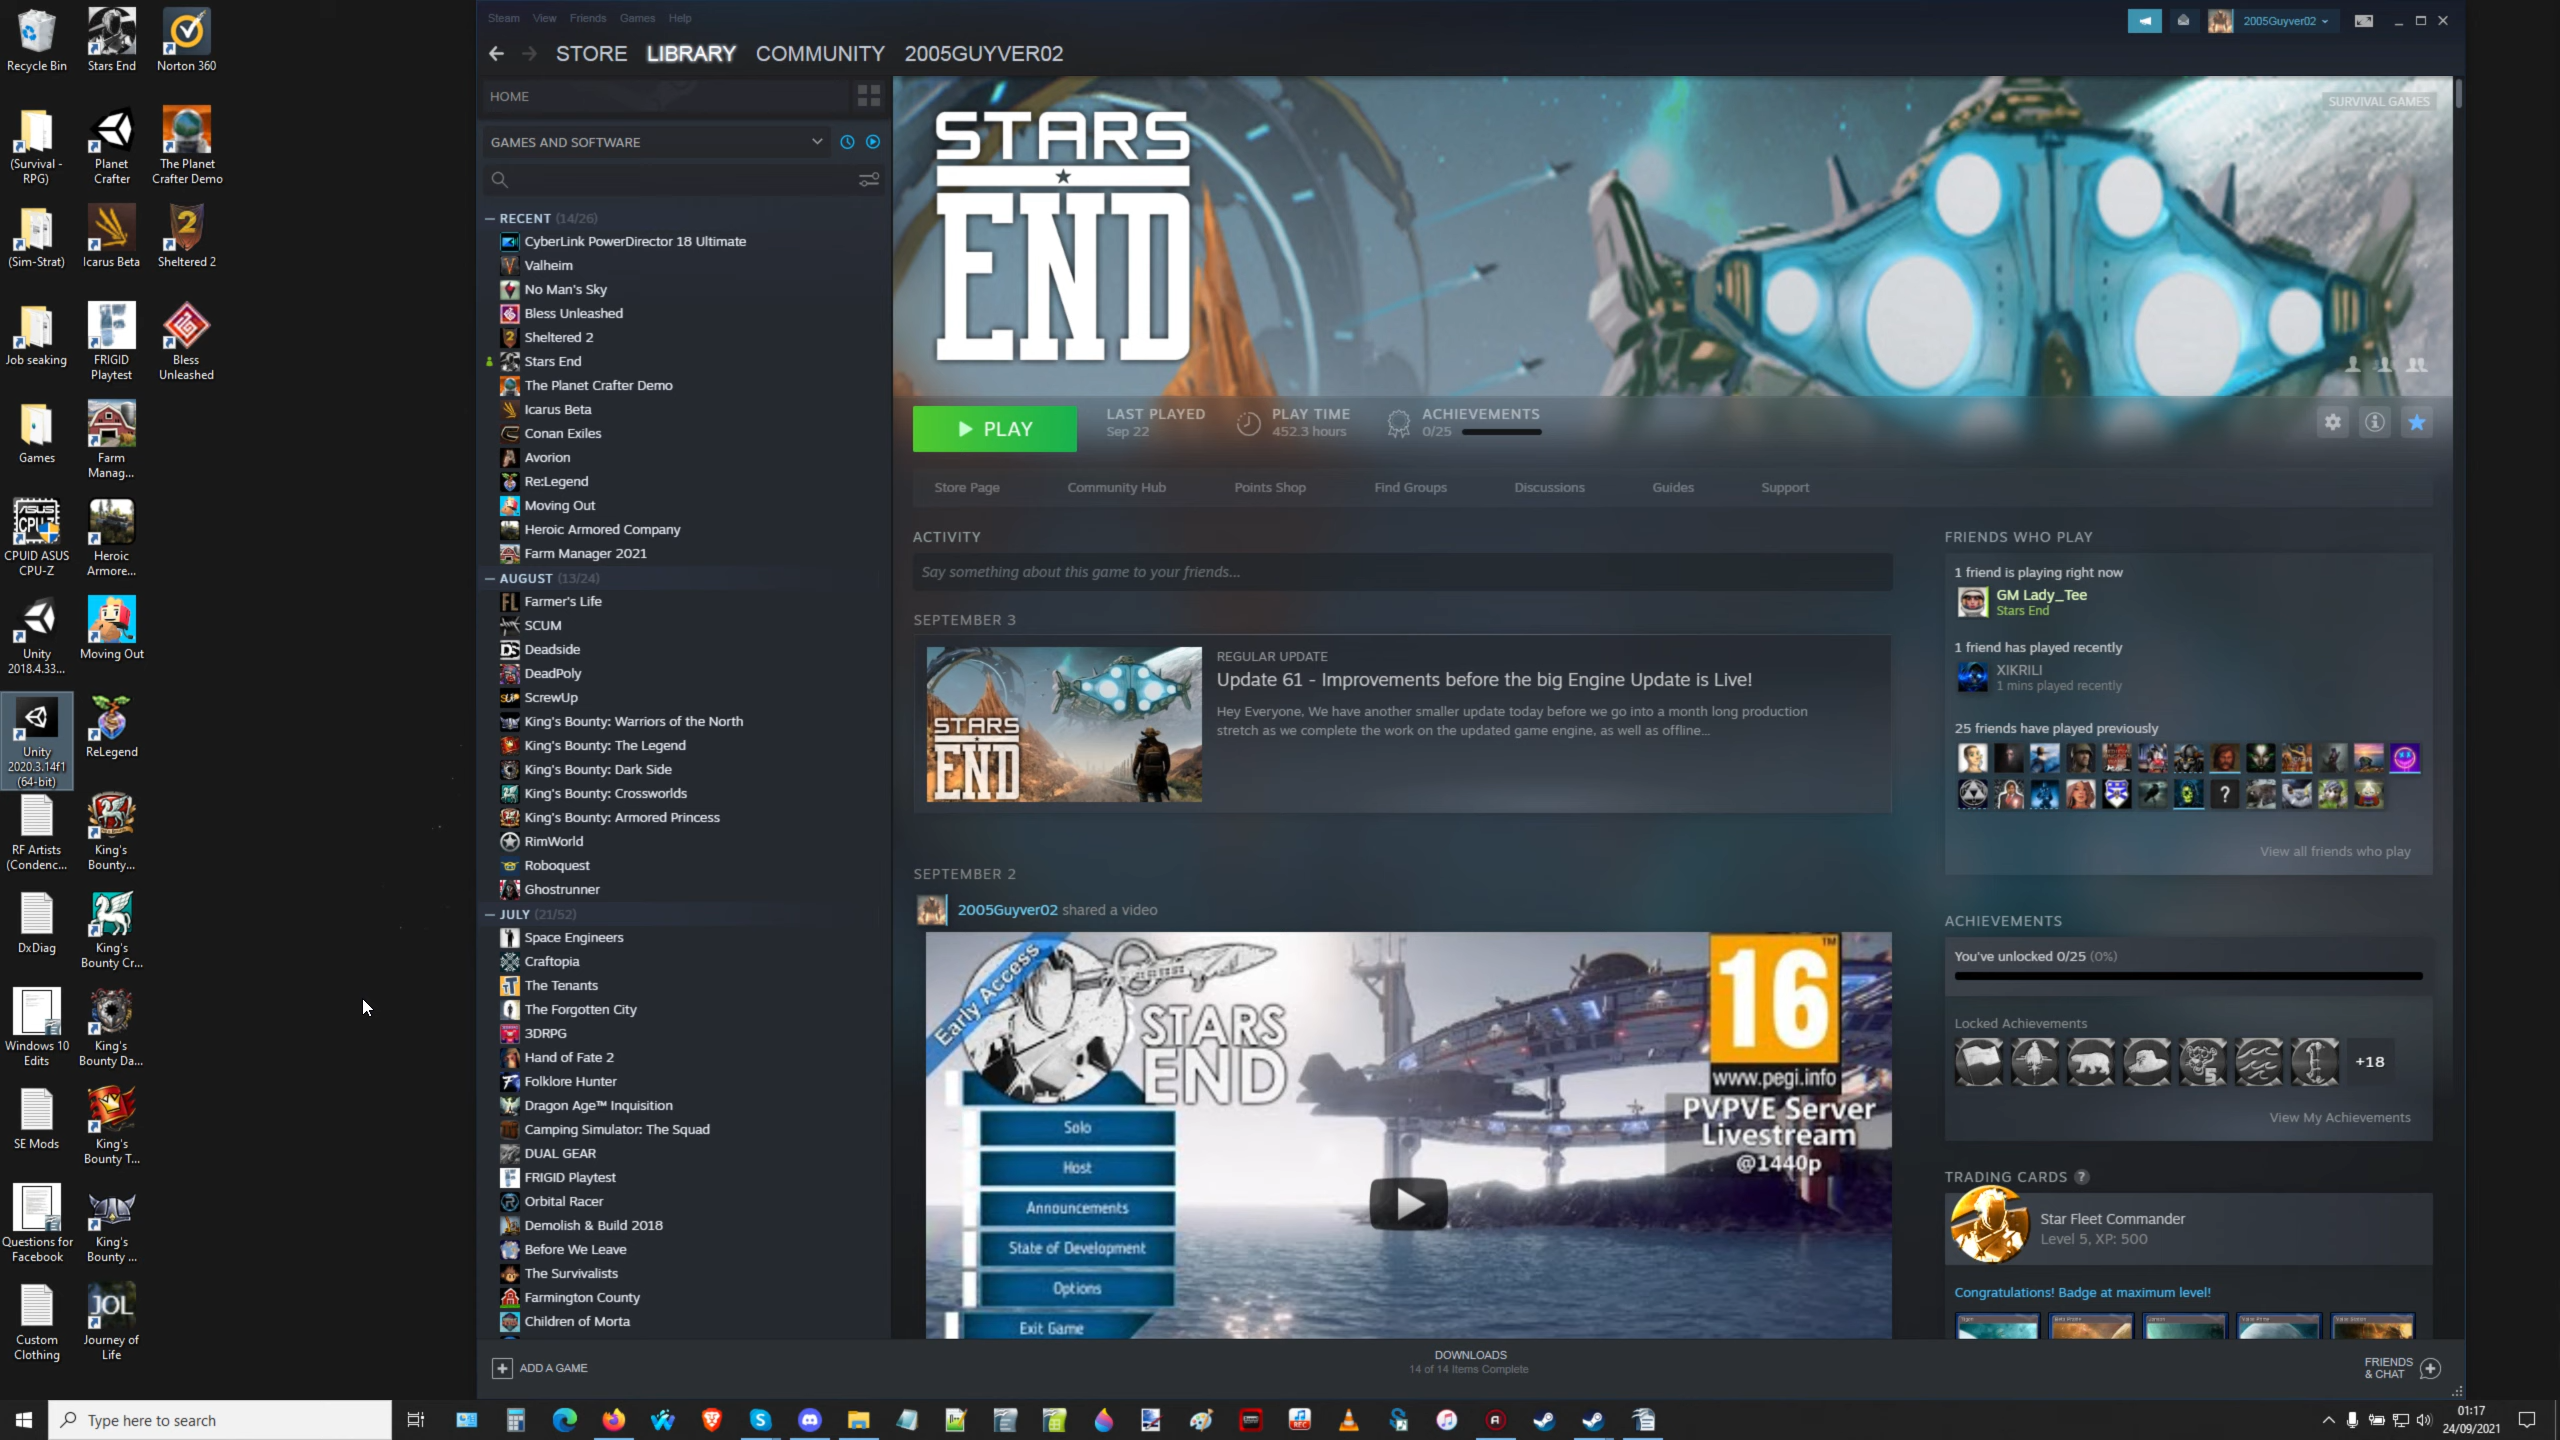 Recycle Bin
Stars End
Norton 360
(Survival - RPG)
Planet Crafter
The Planet Crafter Demo
(Sim-Strat)
Icarus Beta
Sheltered 2
Job seaking
FRIGID Playtest
Bless Unleashed
Games
Farm Manag...
CPUID ASUS CPU-Z
Heroic Armore...
Unity 2018.4.33...
Moving Out
Unity 2020.3.14f1 (64-bit)
ReLegend
RF Artists (Condenc...
King's Bounty...
DxDiag
King's Bounty Cr...
Windows 10 Edits
King's Bounty Da...
SE Mods
King's Bounty T...
Questions for Facebook
King's Bounty ...
Custom Clothing
JOL
Journey of Life
Steam View Friends Games Help
2005Guyver02
STORE LIBRARY COMMUNITY 2005GUYVER02
HOME
GAMES AND SOFTWARE
RECENT (14/26)
CyberLink PowerDirector 18 Ultimate
Valheim
No Man's Sky
Bless Unleashed
Sheltered 2
Stars End
The Planet Crafter Demo
Icarus Beta
Conan Exiles
Avorion
Re:Legend
Moving Out
Heroic Armored Company
Farm Manager 2021
AUGUST (13/24)
Farmer's Life
SCUM
Deadside
DeadPoly
ScrewUp
King's Bounty: Warriors of the North
King's Bounty: The Legend
King's Bounty: Dark Side
King's Bounty: Crossworlds
King's Bounty: Armored Princess
RimWorld
Roboquest
Ghostrunner
JULY (21/52)
Space Engineers
Craftopia
The Tenants
The Forgotten City
3DRPG
Hand of Fate 2
Folklore Hunter
Dragon Age™ Inquisition
Camping Simulator: The Squad
DUAL GEAR
FRIGID Playtest
Orbital Racer
Demolish & Build 2018
Before We Leave
The Survivalists
Farmington County
Children of Morta
ADD A GAME
SURVIVAL GAMES
STARS
END
PLAY
LAST PLAYED
Sep 22
PLAY TIME
452.3 hours
ACHIEVEMENTS
0/25
Store Page Community Hub Points Shop Find Groups Discussions Guides Support
ACTIVITY
Say something about this game to your friends...
SEPTEMBER 3
STARS
END
REGULAR UPDATE
Update 61 - Improvements before the big Engine Update is Live!
Hey Everyone, We have another smaller update today before we go into a month long production
stretch as we complete the work on the updated game engine, as well as offline...
SEPTEMBER 2
2005Guyver02 shared a video
Early Access
STARS
END
Solo
Host
Announcements
State of Development
Options
Exit Game
16
TM
www.pegi.info
PVPVE Server
Livestream
@1440p
FRIENDS WHO PLAY
1 friend is playing right now
GM Lady_Tee
Stars End
1 friend has played recently
XIKRILI
1 mins played recently
25 friends have played previously
View all friends who play
ACHIEVEMENTS
You've unlocked 0/25 (0%)
Locked Achievements
+18
View My Achievements
TRADING CARDS ?
Star Fleet Commander
Level 5, XP: 500
Congratulations! Badge at maximum level!
DOWNLOADS
14 of 14 Items Complete
FRIENDS
& CHAT
Type here to search
01:17
24/09/2021